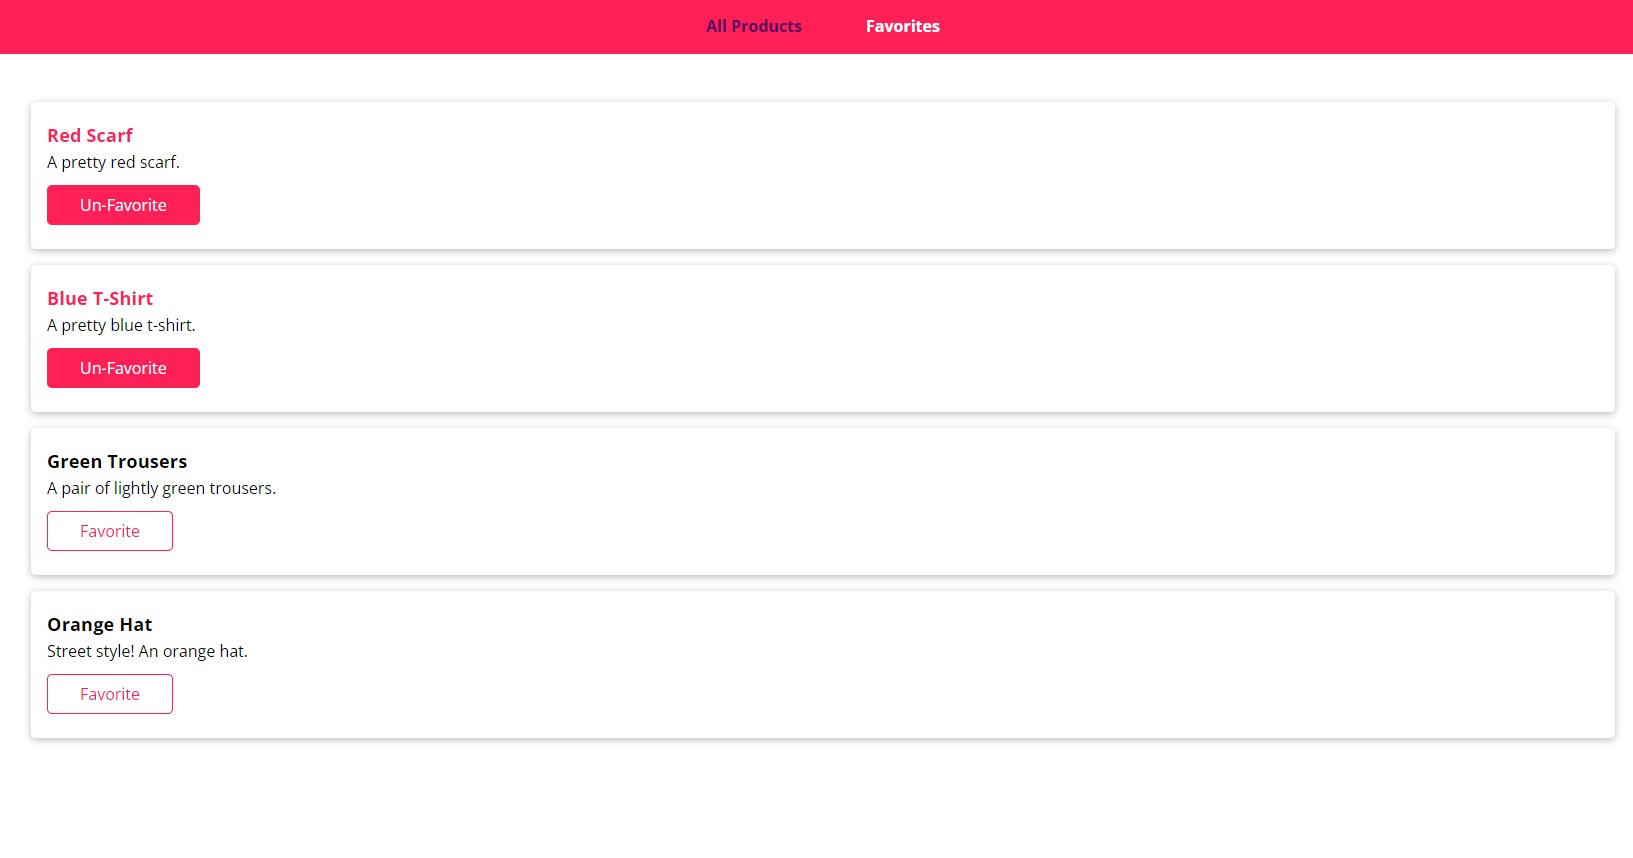 All Products Favorites
Red Scarf
A pretty red scarf.
Un-Favorite
Blue T-Shirt
A pretty blue t-shirt.
Un-Favorite
Green Trousers
A pair of lightly green trousers.
Favorite
Orange Hat
Street style! An orange hat.
Favorite